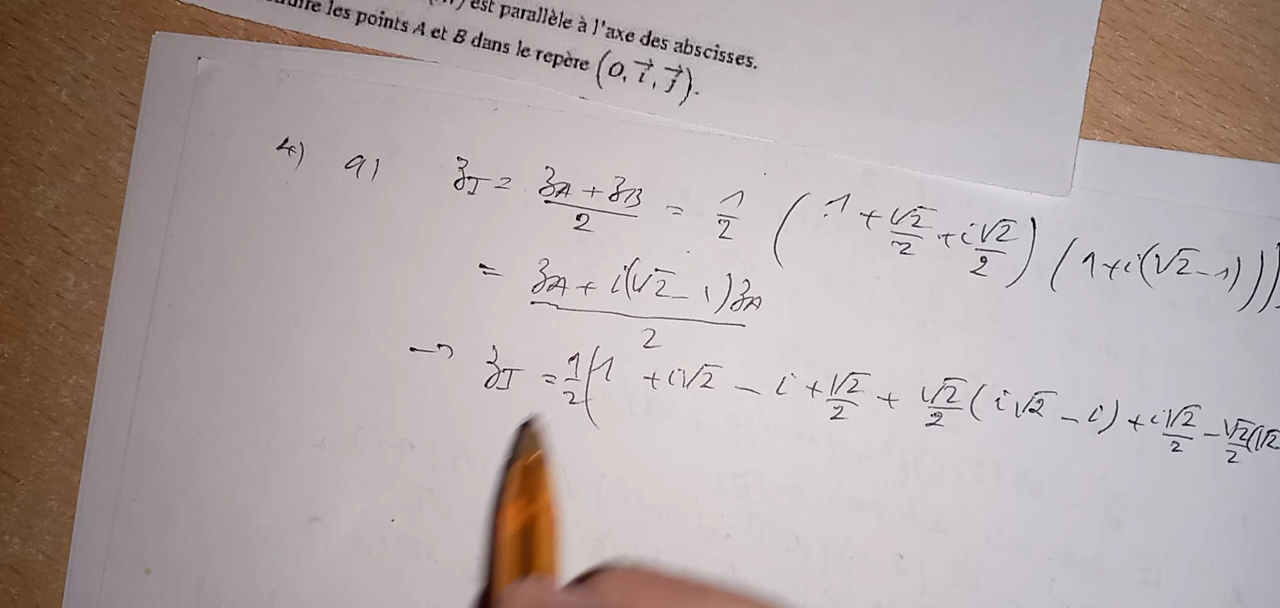 est parallèle à l'axe des abscisses.
les points A et B dans le repère (O, i⃗, j⃗).
4) a) z_I = (z_A + z_B)/2 = 1/2 (1 + √2/2 + i√2/2) (1+i(√2-1)))
= (z_A + i(√2-1)z_A)/2
→ z_I = 1/2(1 + i√2 - i + √2/2 + √2/2(i√2 - i) + i√2/2 - √2/2(√2